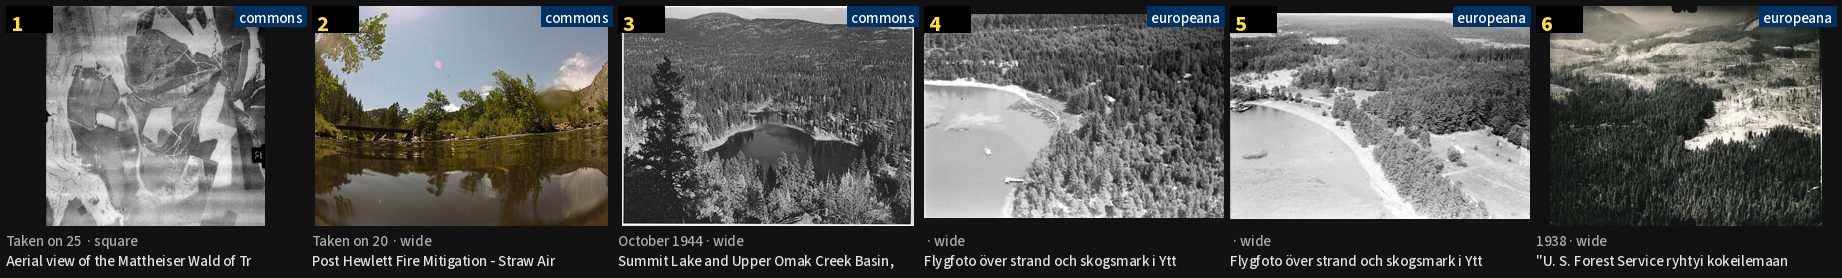 1
commons
2
commons
3
commons
4
europeana
5
europeana
6
europeana
Taken on 25 · square
Aerial view of the Mattheiser Wald of Tr
Taken on 20 · wide
Post Hewlett Fire Mitigation - Straw Air
October 1944 · wide
Summit Lake and Upper Omak Creek Basin,
· wide
Flygfoto över strand och skogsmark i Ytt
· wide
Flygfoto över strand och skogsmark i Ytt
1938 · wide
"U. S. Forest Service ryhtyi kokeilemaan